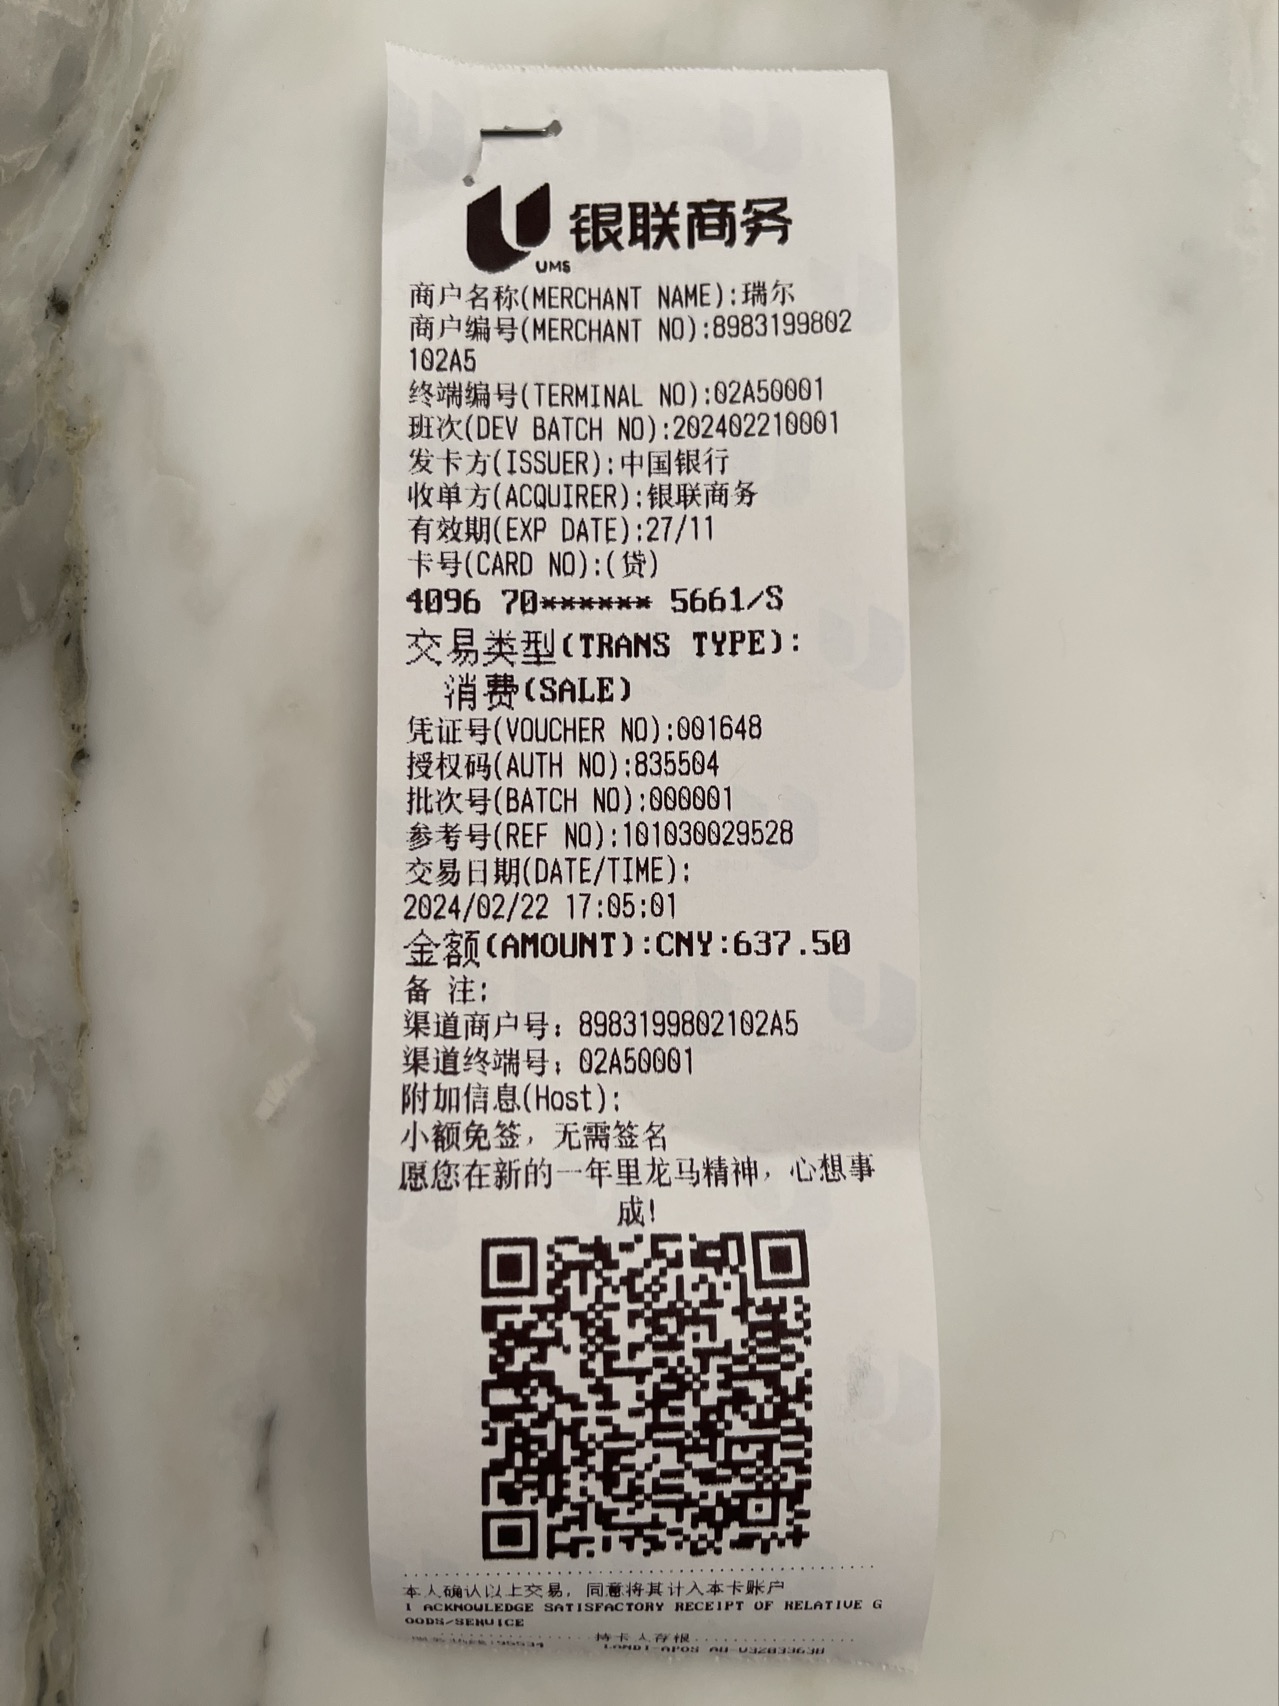 银联商务
UMS
商户名称(MERCHANT NAME):瑞尔
商户编号(MERCHANT NO):8983199802
102A5
终端编号(TERMINAL NO):02A50001
班次(DEV BATCH NO):202402210001
发卡方(ISSUER):中国银行
收单方(ACQUIRER):银联商务
有效期(EXP DATE):27/11
卡号(CARD NO):(贷)
4096 70****** 5661/S
交易类型(TRANS TYPE):
消费(SALE)
凭证号(VOUCHER NO):001648
授权码(AUTH NO):835504
批次号(BATCH NO):000001
参考号(REF NO):101030029528
交易日期(DATE/TIME):
2024/02/22 17:05:01
金额(AMOUNT):CNY:637.50
备 注:
渠道商户号: 8983199802102A5
渠道终端号: 02A50001
附加信息(Host):
小额免签, 无需签名
愿您在新的一年里龙马精神, 心想事
成!
本人确认以上交易, 同意将其计入本卡账户
I ACKNOWLEDGE SATISFACTORY RECEIPT OF RELATIVE G
OODS/SERVICE
持卡人存根